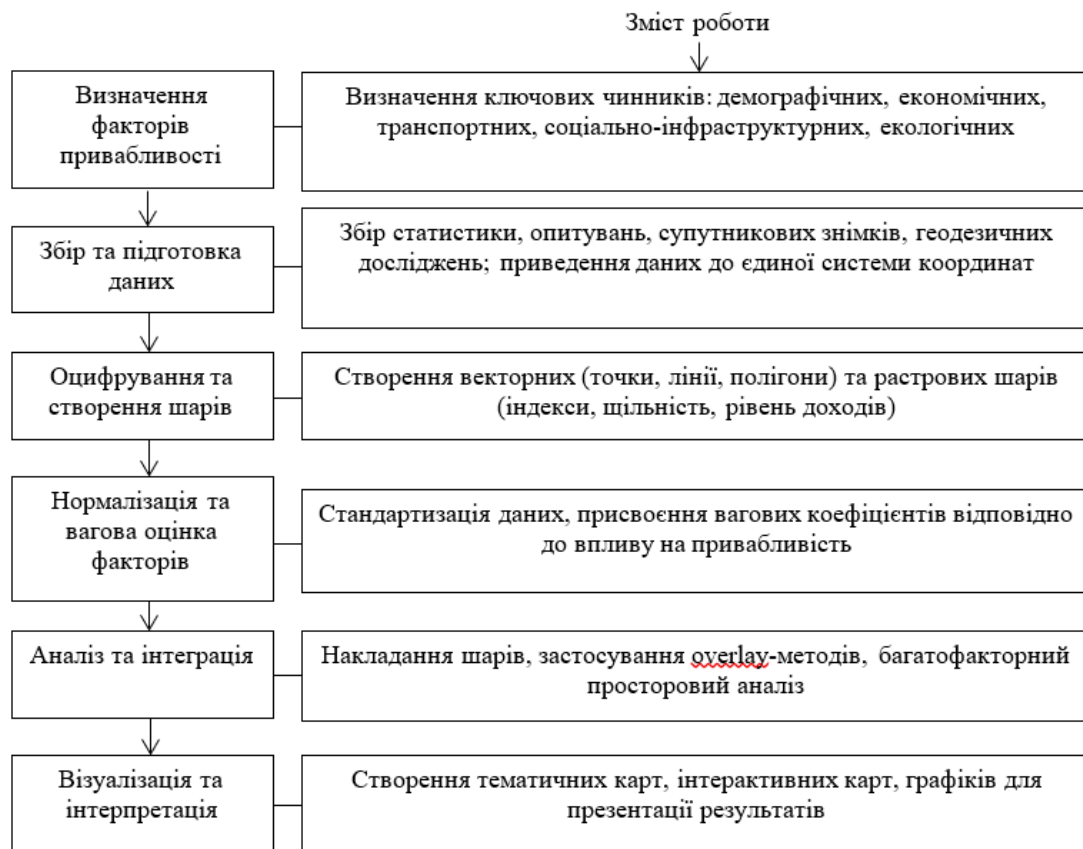 Зміст роботи
Визначення
факторів
привабливості
Визначення ключових чинників: демографічних, економічних,
транспортних, соціально-інфраструктурних, екологічних
Збір та підготовка
даних
Збір статистики, опитувань, супутникових знімків, геодезичних
досліджень; приведення даних до єдиної системи координат
Оцифрування та
створення шарів
Створення векторних (точки, лінії, полігони) та растрових шарів
(індекси, щільність, рівень доходів)
Нормалізація та
вагова оцінка
факторів
Стандартизація даних, присвоєння вагових коефіцієнтів відповідно
до впливу на привабливість
Аналіз та інтеграція
Накладання шарів, застосування overlay-методів, багатофакторний
просторовий аналіз
Візуалізація та
інтерпретація
Створення тематичних карт, інтерактивних карт, графіків для
презентації результатів